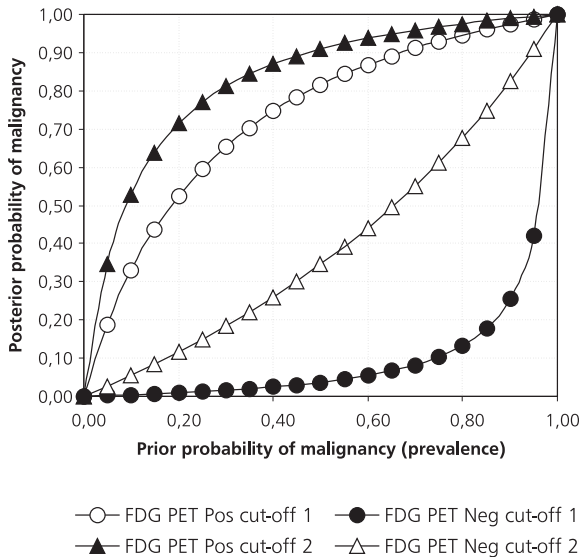 1,00
0,90
0,80
0,70
0,60
0,50
0,40
0,30
0,20
0,10
0,00
Posterior probability of malignancy
0,00 0,20 0,40 0,60 0,80 1,00
Prior probability of malignancy (prevalence)
FDG PET Pos cut-off 1 FDG PET Neg cut-off 1
FDG PET Pos cut-off 2 FDG PET Neg cut-off 2